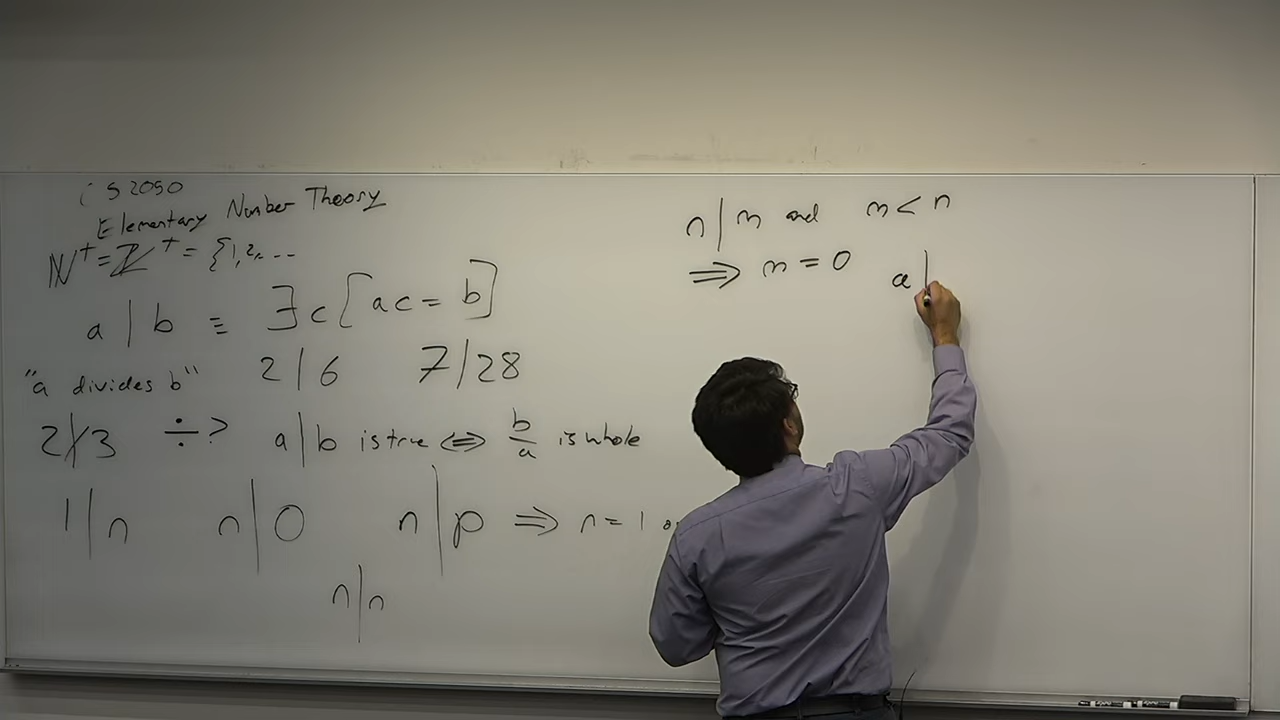 CS 2050
Elementary Number Theory
ℕ⁺ = ℤ⁺ = {1, 2, ...
a | b ≡ ∃c[ac = b]
"a divides b" 2 | 6 7 | 28
2 ∤ 3 ÷? a | b is true ⇔ b/a is whole
1 | n n | 0 n | p ⇒ n = 1
n | n
n | m and m < n
⇒ m = 0
a |